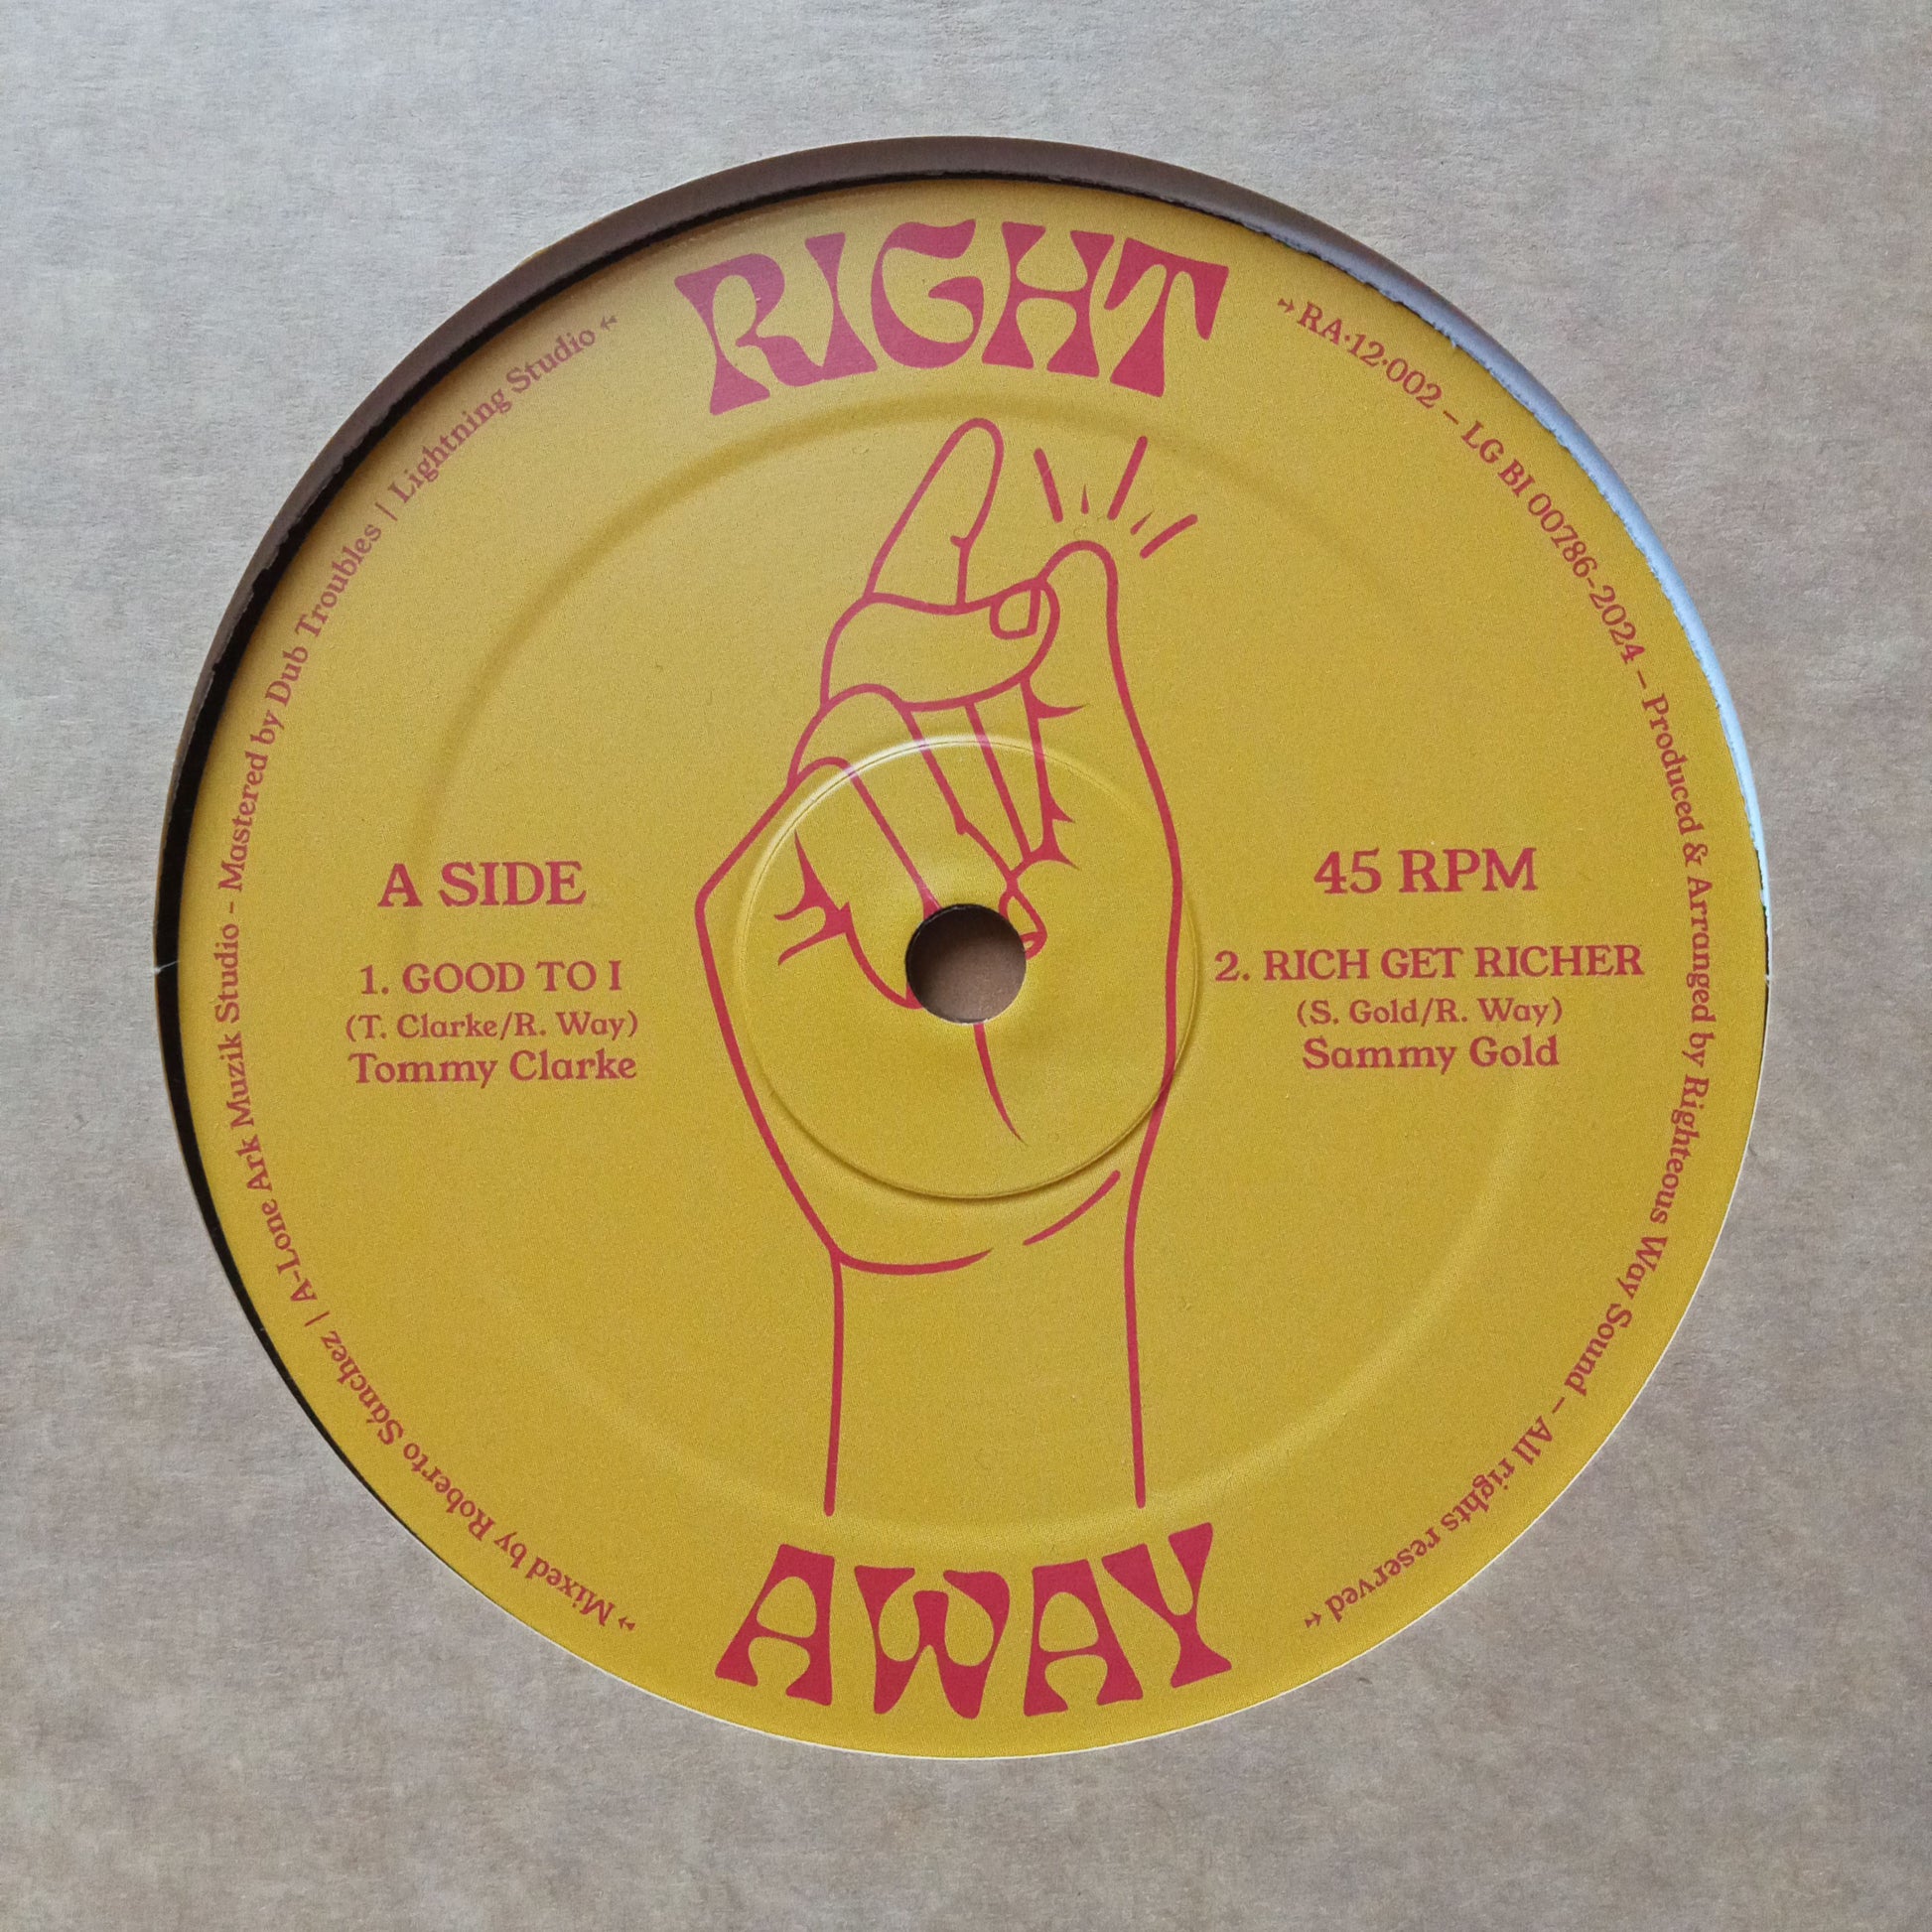 RIGHT
A SIDE
1. GOOD TO I
(T. Clarke/R. Way)
Tommy Clarke
45 RPM
2. RICH GET RICHER
(S. Gold/R. Way)
Sammy Gold
AWAY
Mixed by Roberto Sánchez | A-Lone Ark Muzik Studio - Mastered by Dub Troubles | Lightning Studio
RA·12·002 – LG BI 00786-2024 – Produced & Arranged by Righteous Way Sound – All rights reserved